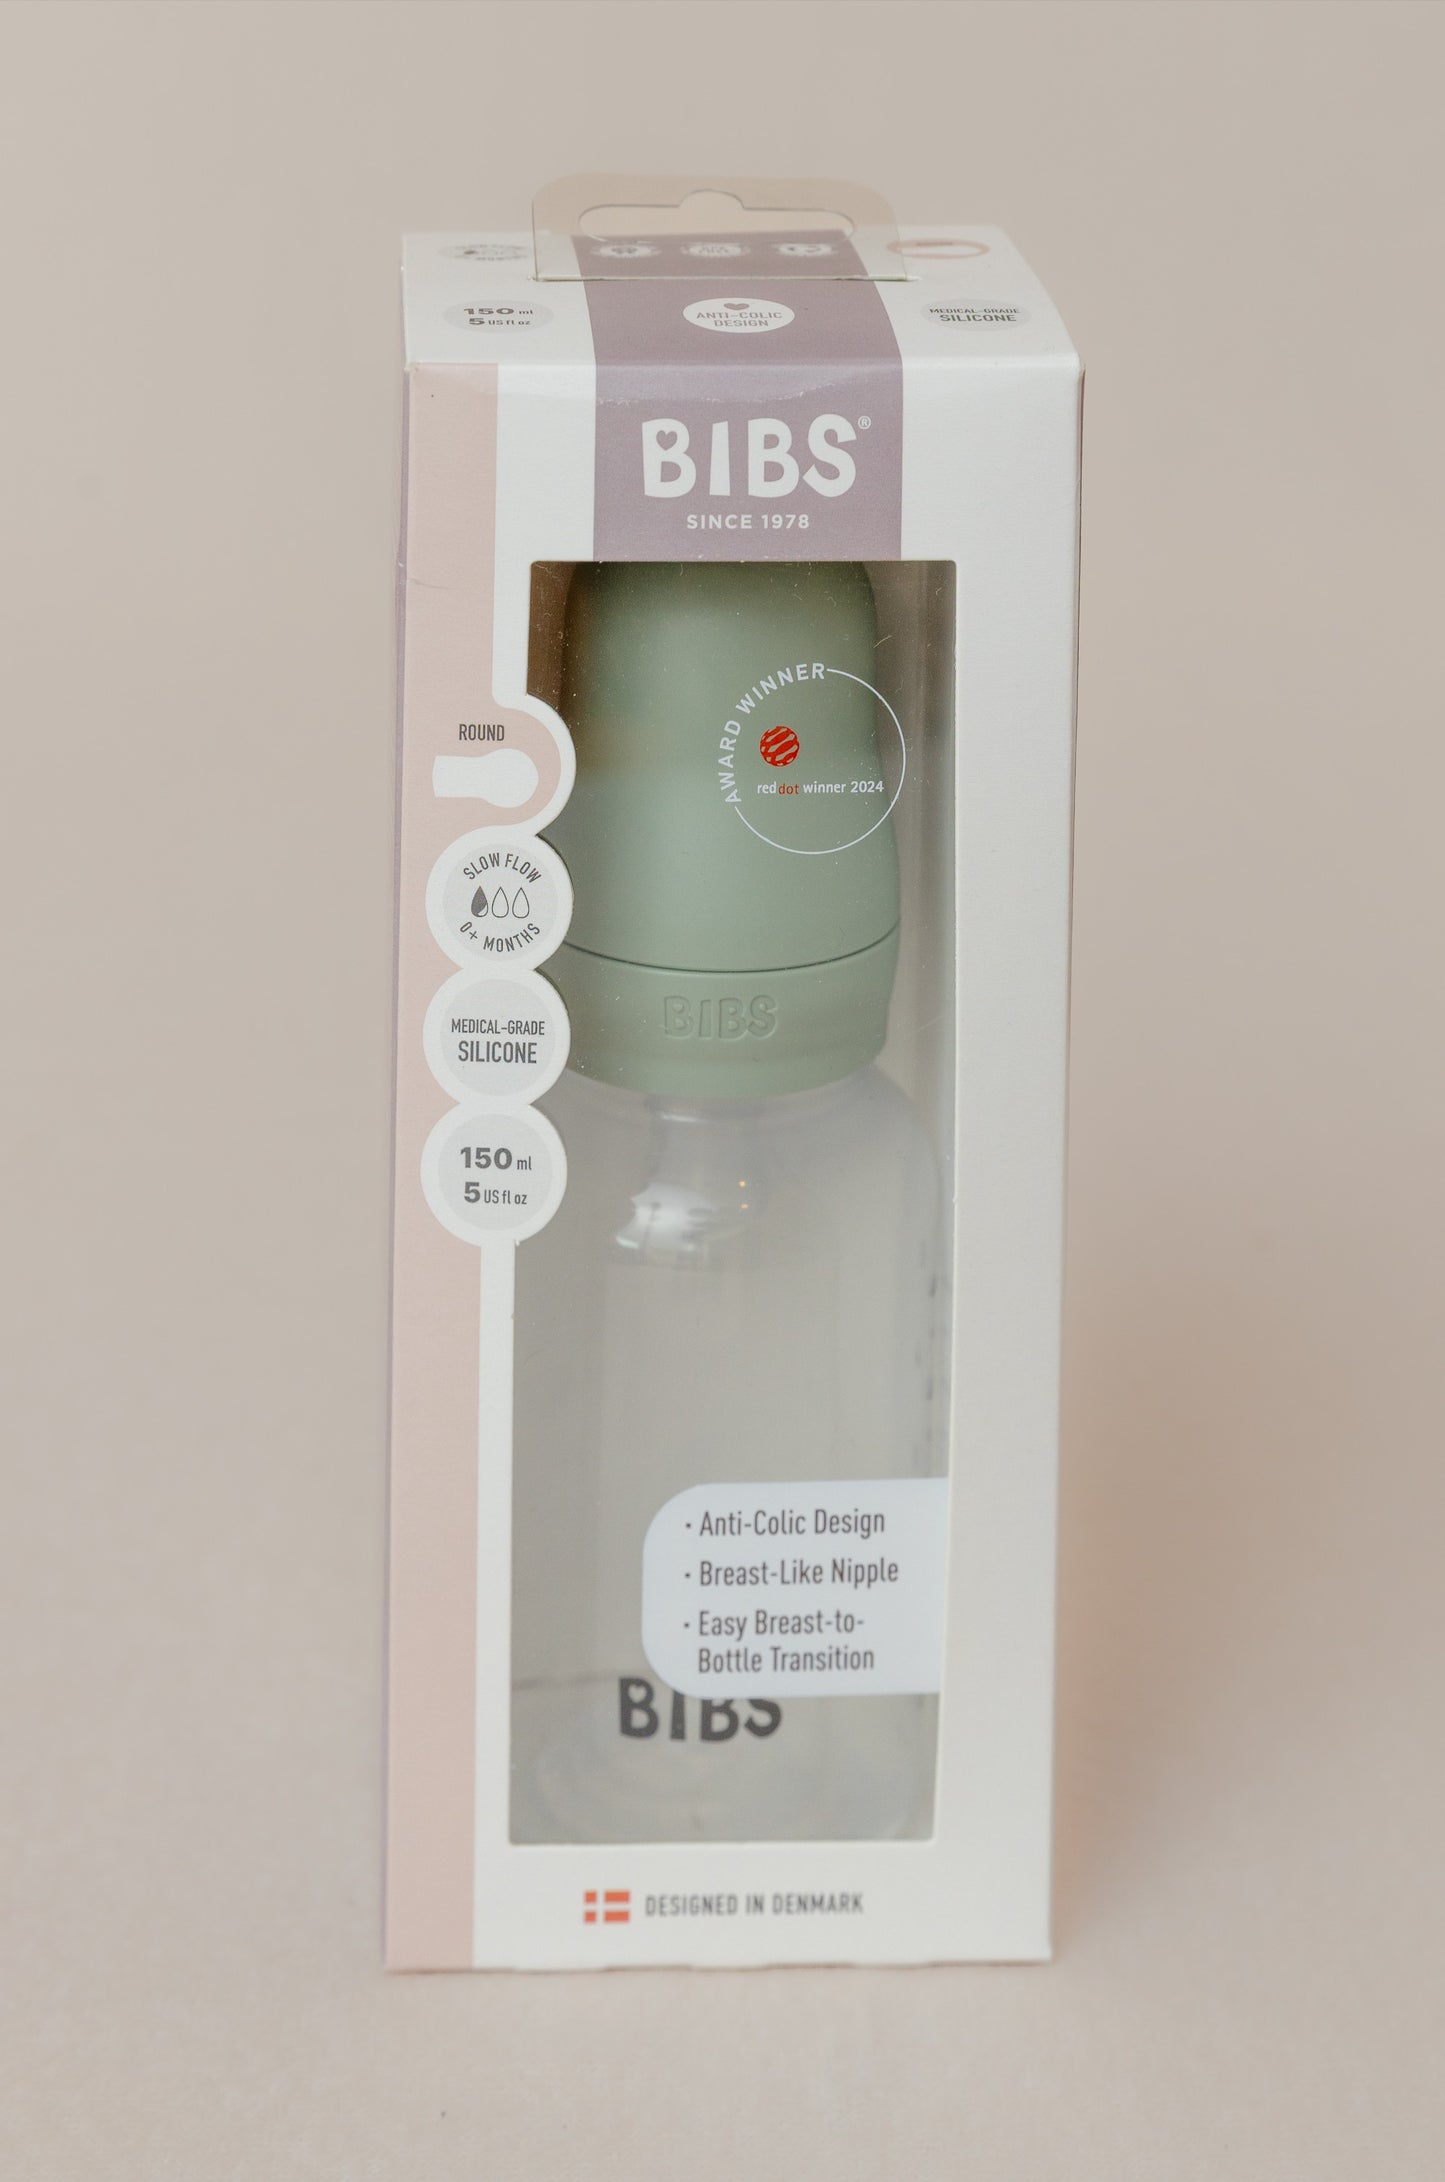 SLOW FLOW
150 ml
5 US fl oz
ANTI-COLIC
DESIGN
MEDICAL-GRADE
SILICONE
BIBS®
SINCE 1978
AWARD WINNER
reddot winner 2024
ROUND
SLOW FLOW
0+ MONTHS
MEDICAL-GRADE
SILICONE
150 ml
5 US fl oz
BIBS
• Anti-Colic Design
• Breast-Like Nipple
• Easy Breast-to-
Bottle Transition
BIBS
DESIGNED IN DENMARK